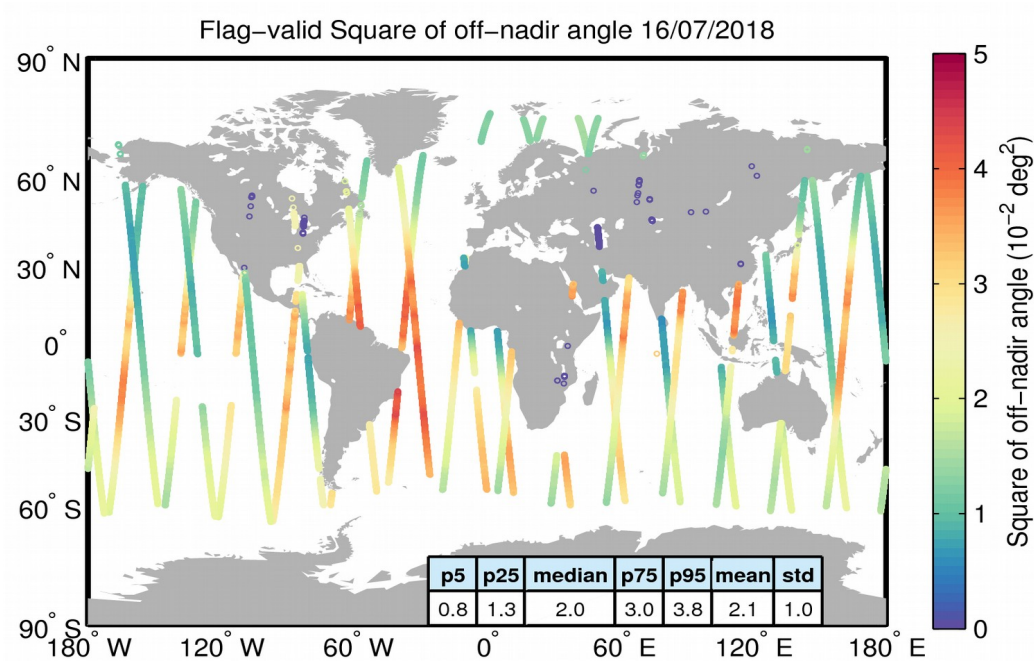 Flag−valid Square of off−nadir angle 16/07/2018
90° N
60° N
30° N
0°
30° S
60° S
90° S
180° W 120° W 60° W 0° 60° E 120° E 180° E
p5 p25 median p75 p95 mean std
0.8 1.3 2.0 3.0 3.8 2.1 1.0
5
4
3
2
1
0
Square of off−nadir angle (10⁻² deg²)